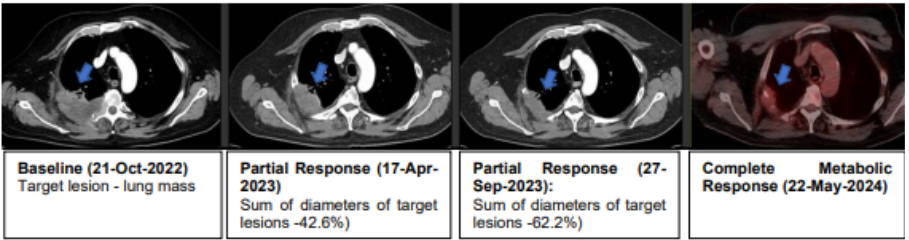 Baseline (21-Oct-2022)
Target lesion - lung mass
Partial Response (17-Apr-
2023)
Sum of diameters of target
lesions -42.6%)
Partial Response (27-
Sep-2023):
Sum of diameters of target
lesions -62.2%)
Complete Metabolic
Response (22-May-2024)